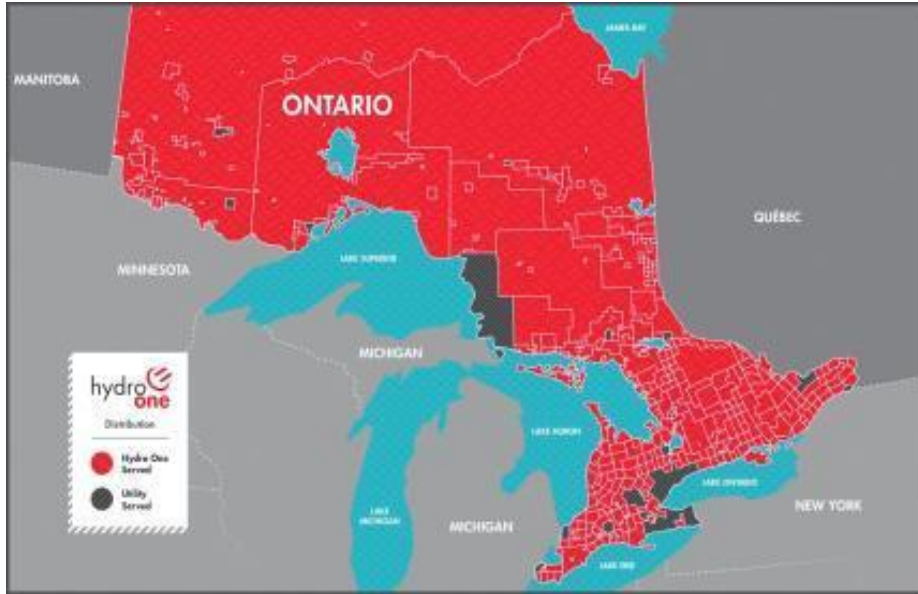 JAMES BAY
MANITOBA
ONTARIO
QUÉBEC
LAKE SUPERIOR
MINNESOTA
MICHIGAN
hydro
one
Distribution
Hydro One
Served
Utility
Served
LAKE HURON
LAKE ONTARIO
NEW YORK
LAKE
MICHIGAN
MICHIGAN
LAKE ERIE